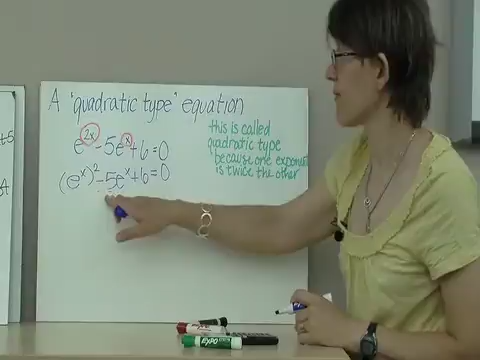 A "quadratic type" equation
e^{2x} - 5e^{x} + 6 = 0
(e^{x})^{2} - 5e^{x} + 6 = 0
this is called
quadratic type
because one exponent
is twice the other
EXPO